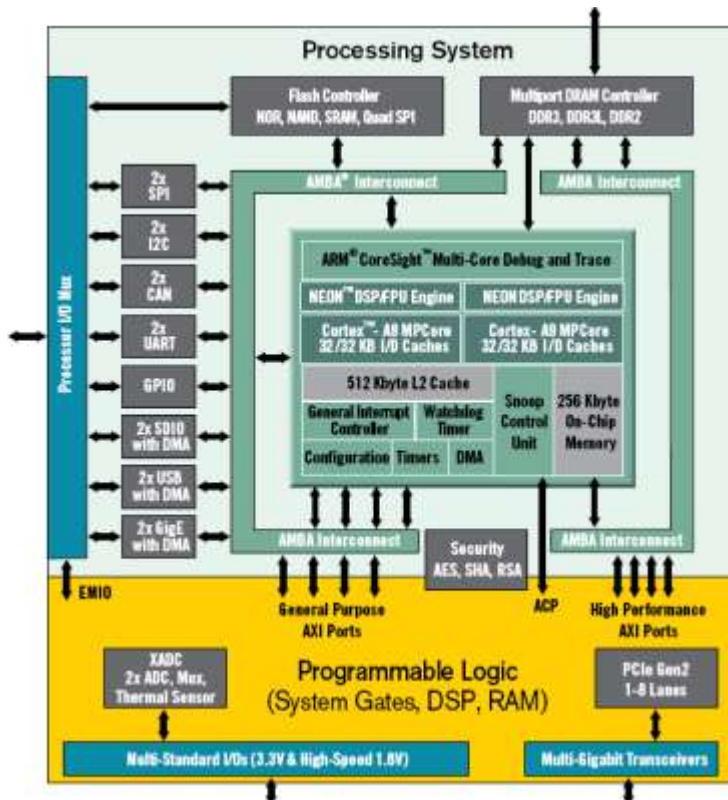 Processing System
Flash Controller
NOR, NAND, SRAM, Quad SPI
Multiport DRAM Controller
DDR3, DDR3L, DDR2
Processor I/O Mux
2x
SPI
2x
I2C
2x
CAN
2x
UART
GPIO
2x SDIO
with DMA
2x USB
with DMA
2x GigE
with DMA
AMBA® Interconnect
AMBA Interconnect
ARM® CoreSight™ Multi-Core Debug and Trace
NEON™ DSP/FPU Engine
NEON DSP/FPU Engine
Cortex™- A9 MPCore
32/32 KB I/D Caches
Cortex- A9 MPCore
32/32 KB I/D Caches
512 Kbyte L2 Cache
General Interrupt
Controller
Watchdog
Timer
Configuration
Timers
DMA
Snoop
Control
Unit
256 Kbyte
On-Chip
Memory
AMBA Interconnect
Security
AES, SHA, RSA
AMBA Interconnect
EMIO
General Purpose
AXI Ports
ACP
High Performance
AXI Ports
XADC
2x ADC, Mux,
Thermal Sensor
Programmable Logic
(System Gates, DSP, RAM)
PCIe Gen2
1-8 Lanes
Multi-Standard I/Os (3.3V & High-Speed 1.8V)
Multi-Gigabit Transceivers